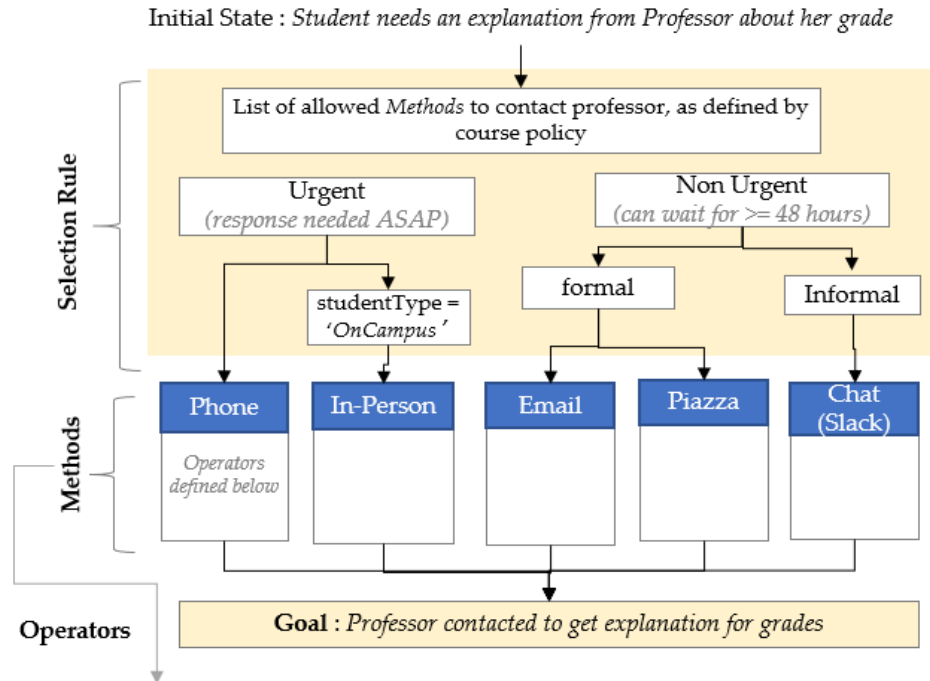 Initial State : Student needs an explanation from Professor about her grade
List of allowed Methods to contact professor, as defined by
course policy
Selection Rule
Urgent
(response needed ASAP)
Non Urgent
(can wait for >= 48 hours)
studentType =
‘OnCampus’
formal
Informal
Methods
Phone
In-Person
Email
Piazza
Chat
(Slack)
Operators
defined below
Operators
Goal : Professor contacted to get explanation for grades